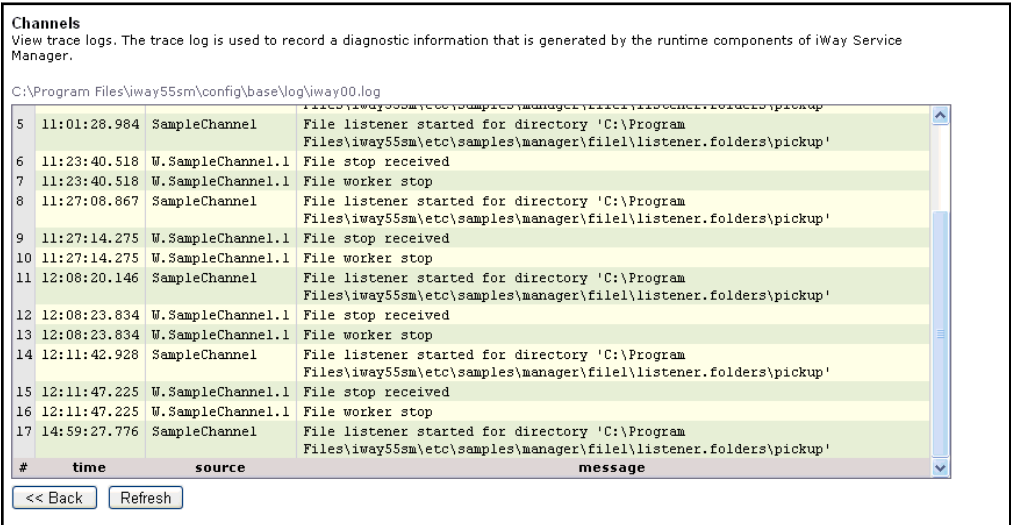 Channels
View trace logs. The trace log is used to record a diagnostic information that is generated by the runtime components of iWay Service
Manager.
C:\Program Files\iway55sm\config\base\log\iway00.log
Files\iway55sm\etc\samples\manager\file1\listener.folders\pickup'
5 11:01:28.984 SampleChannel File listener started for directory 'C:\Program
Files\iway55sm\etc\samples\manager\file1\listener.folders\pickup'
6 11:23:40.518 W.SampleChannel.1 File stop received
7 11:23:40.518 W.SampleChannel.1 File worker stop
8 11:27:08.867 SampleChannel File listener started for directory 'C:\Program
Files\iway55sm\etc\samples\manager\file1\listener.folders\pickup'
9 11:27:14.275 W.SampleChannel.1 File stop received
10 11:27:14.275 W.SampleChannel.1 File worker stop
11 12:08:20.146 SampleChannel File listener started for directory 'C:\Program
Files\iway55sm\etc\samples\manager\file1\listener.folders\pickup'
12 12:08:23.834 W.SampleChannel.1 File stop received
13 12:08:23.834 W.SampleChannel.1 File worker stop
14 12:11:42.928 SampleChannel File listener started for directory 'C:\Program
Files\iway55sm\etc\samples\manager\file1\listener.folders\pickup'
15 12:11:47.225 W.SampleChannel.1 File stop received
16 12:11:47.225 W.SampleChannel.1 File worker stop
17 14:59:27.776 SampleChannel File listener started for directory 'C:\Program
Files\iway55sm\etc\samples\manager\file1\listener.folders\pickup'
# time source message
<< Back Refresh